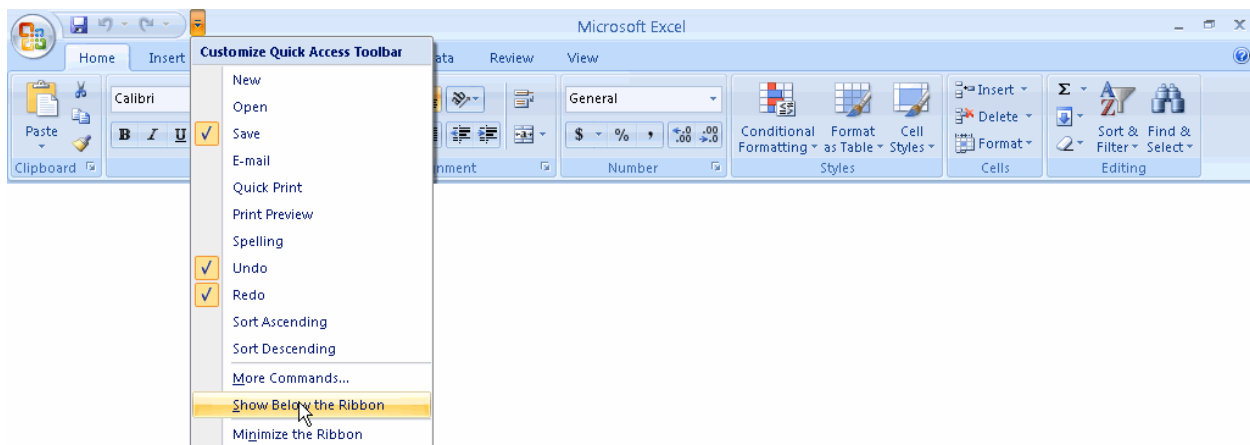 Microsoft Excel
Home Insert ata Review View
Customize Quick Access Toolbar
New
Open
Save
E-mail
Quick Print
Print Preview
Spelling
Undo
Redo
Sort Ascending
Sort Descending
More Commands...
Show Below the Ribbon
Minimize the Ribbon
Paste
Clipboard
Calibri
B I U
nment
General
$ % , .00 .00
Number
Conditional Formatting
Format as Table
Cell Styles
Styles
Insert
Delete
Format
Cells
Σ
Sort & Filter
Find & Select
Editing